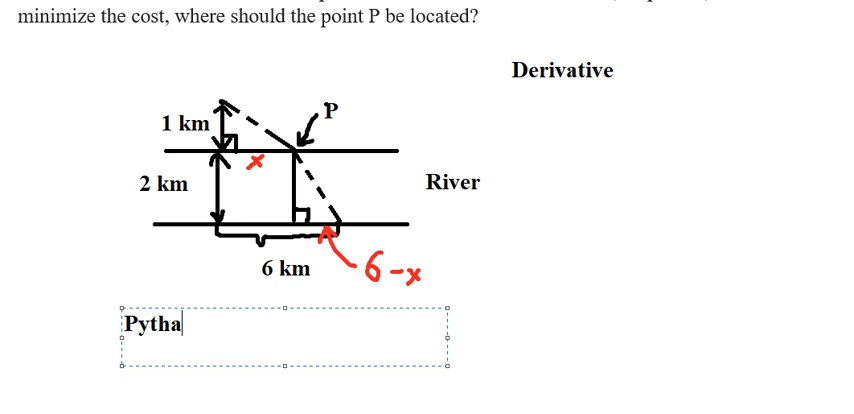 minimize the cost, where should the point P be located?
Derivative
P
1 km
x
2 km
River
6 km
6-x
Pytha